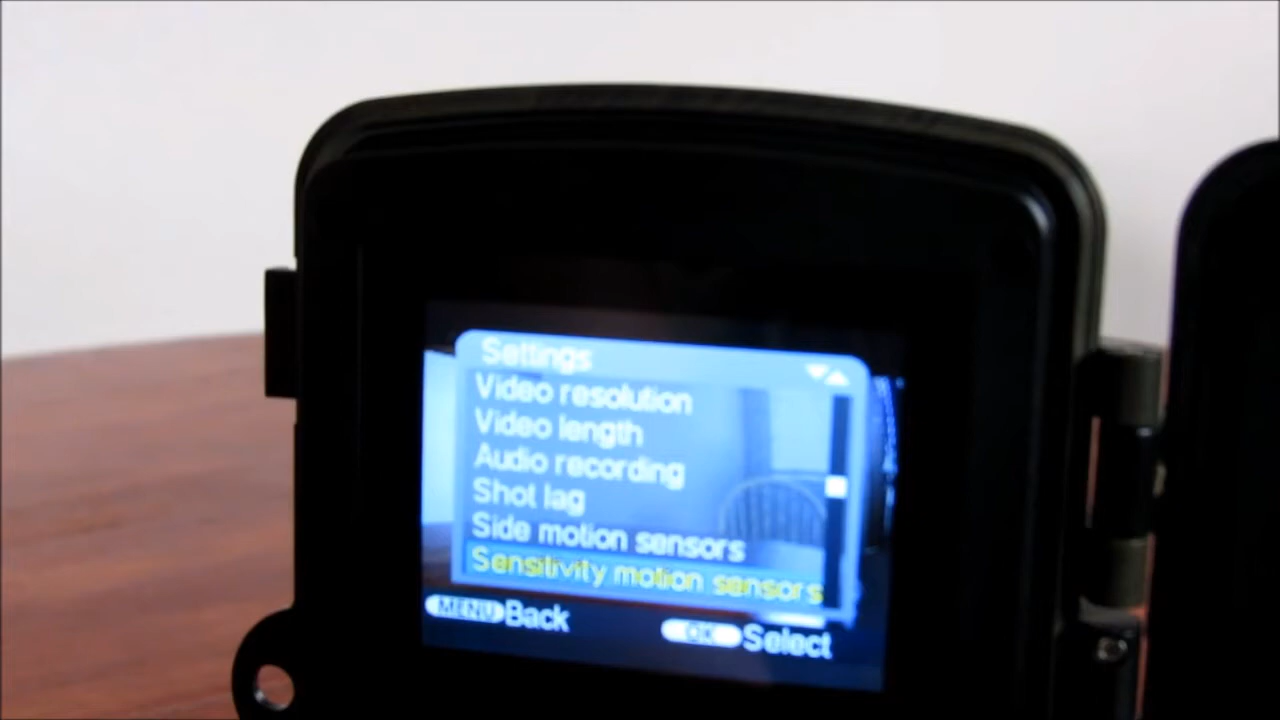 Settings
Video resolution
Video length
Audio recording
Shot lag
Side motion sensors
Sensitivity motion sensors
MENU Back
OK Select